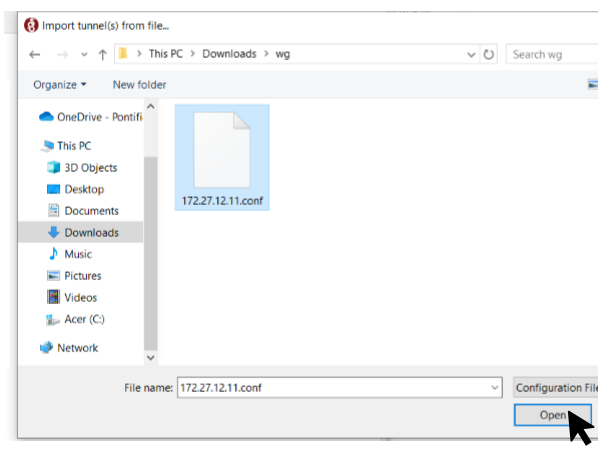 Import tunnel(s) from file...
This PC > Downloads > wg
Search wg
Organize
New folder
OneDrive - Pontifi
This PC
3D Objects
Desktop
Documents
Downloads
Music
Pictures
Videos
Acer (C:)
Network
172.27.12.11.conf
File name: 172.27.12.11.conf
Configuration File
Open